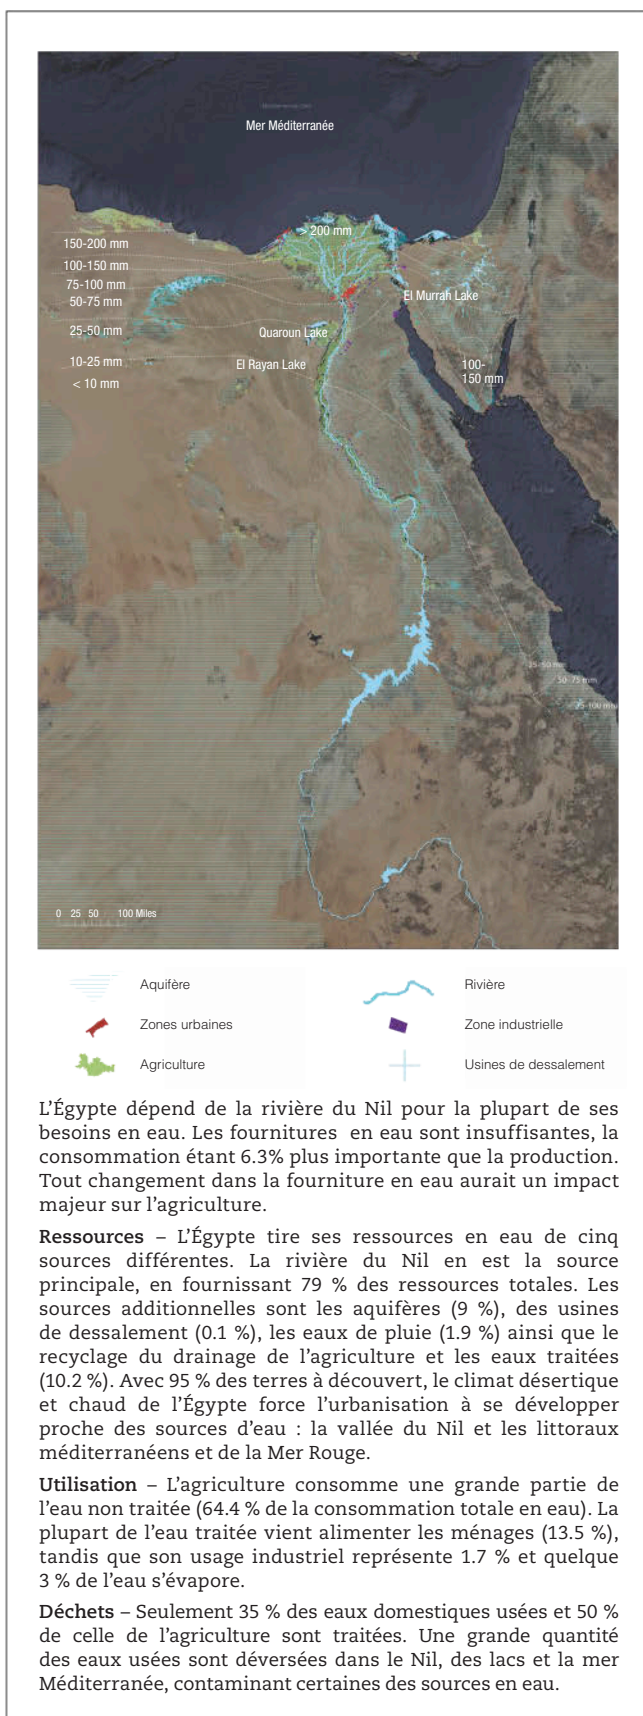 Mer Méditerranée
> 200 mm
150-200 mm
100-150 mm
75-100 mm
50-75 mm
El Murrah Lake
25-50 mm
Quaroun Lake
10-25 mm
El Rayan Lake
100-
150 mm
< 10 mm
25-50 mm
50-75 mm
75-100 mm
0 25 50 100 Miles
Aquifère
Rivière
Zones urbaines
Zone industrielle
Agriculture
Usines de dessalement
L'Égypte dépend de la rivière du Nil pour la plupart de ses
besoins en eau. Les fournitures en eau sont insuffisantes, la
consommation étant 6.3% plus importante que la production.
Tout changement dans la fourniture en eau aurait un impact
majeur sur l'agriculture.
Ressources – L'Égypte tire ses ressources en eau de cinq
sources différentes. La rivière du Nil en est la source
principale, en fournissant 79 % des ressources totales. Les
sources additionnelles sont les aquifères (9 %), des usines
de dessalement (0.1 %), les eaux de pluie (1.9 %) ainsi que le
recyclage du drainage de l'agriculture et les eaux traitées
(10.2 %). Avec 95 % des terres à découvert, le climat désertique
et chaud de l'Égypte force l'urbanisation à se développer
proche des sources d'eau : la vallée du Nil et les littoraux
méditerranéens et de la Mer Rouge.
Utilisation – L'agriculture consomme une grande partie de
l'eau non traitée (64.4 % de la consommation totale en eau). La
plupart de l'eau traitée vient alimenter les ménages (13.5 %),
tandis que son usage industriel représente 1.7 % et quelque
3 % de l'eau s'évapore.
Déchets – Seulement 35 % des eaux domestiques usées et 50 %
de celle de l'agriculture sont traitées. Une grande quantité
des eaux usées sont déversées dans le Nil, des lacs et la mer
Méditerranée, contaminant certaines des sources en eau.